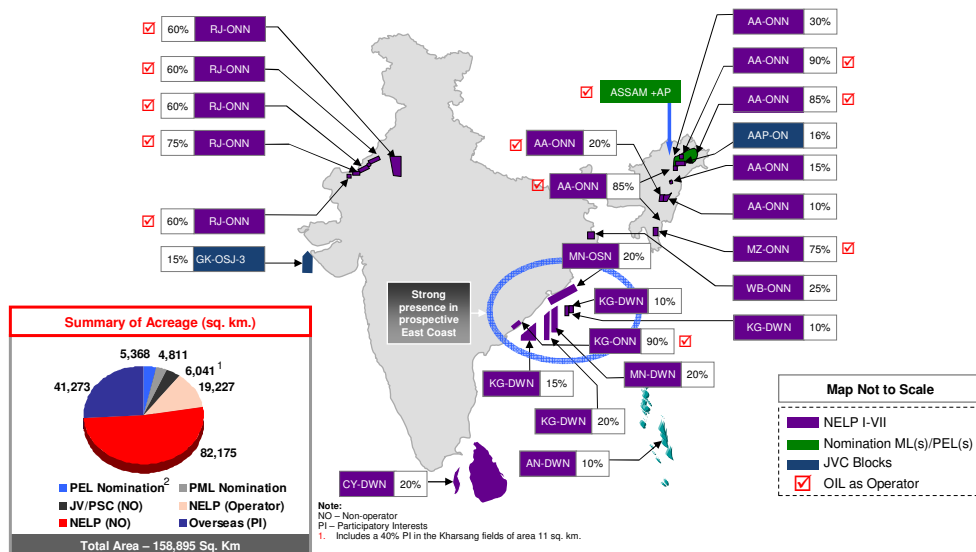 60% RJ-ONN
60% RJ-ONN
60% RJ-ONN
75% RJ-ONN
60% RJ-ONN
15% GK-OSJ-3
ASSAM +AP
AA-ONN 20%
AA-ONN 85%
AA-ONN 30%
AA-ONN 90%
AA-ONN 85%
AAP-ON 16%
AA-ONN 15%
AA-ONN 10%
MZ-ONN 75%
WB-ONN 25%
KG-DWN 10%
MN-OSN 20%
KG-DWN 10%
KG-ONN 90%
MN-DWN 20%
KG-DWN 15%
KG-DWN 20%
AN-DWN 10%
CY-DWN 20%
Strong
presence in
prospective
East Coast
Summary of Acreage (sq. km.)
5,368
4,811
6,041 1
19,227
41,273
82,175
PEL Nomination2
PML Nomination
JV/PSC (NO)
NELP (Operator)
NELP (NO)
Overseas (PI)
Total Area – 158,895 Sq. Km
Note:
NO – Non-operator
PI – Participatory Interests
1. Includes a 40% PI in the Kharsang fields of area 11 sq. km.
Map Not to Scale
NELP I-VII
Nomination ML(s)/PEL(s)
JVC Blocks
OIL as Operator